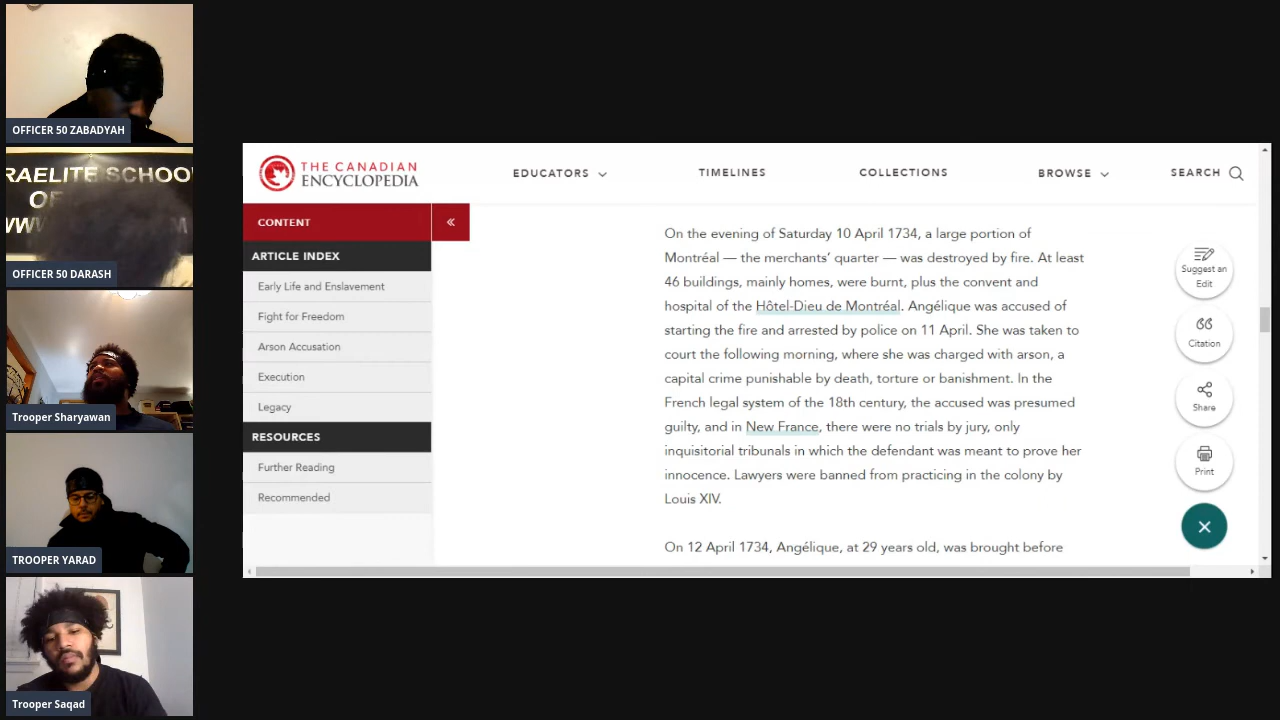 OFFICER 50 ZABADYAH
RAELITE SCHOO
OF
WWW
M
OFFICER 50 DARASH
Trooper Sharyawan
TROOPER YARAD
Trooper Saqad
THE CANADIAN
ENCYCLOPEDIA
EDUCATORS
TIMELINES
COLLECTIONS
BROWSE
SEARCH
CONTENT
«
ARTICLE INDEX
Early Life and Enslavement
Fight for Freedom
Arson Accusation
Execution
Legacy
RESOURCES
Further Reading
Recommended
On the evening of Saturday 10 April 1734, a large portion of
Montréal — the merchants’ quarter — was destroyed by fire. At least
46 buildings, mainly homes, were burnt, plus the convent and
hospital of the Hôtel-Dieu de Montréal. Angélique was accused of
starting the fire and arrested by police on 11 April. She was taken to
court the following morning, where she was charged with arson, a
capital crime punishable by death, torture or banishment. In the
French legal system of the 18th century, the accused was presumed
guilty, and in New France, there were no trials by jury, only
inquisitorial tribunals in which the defendant was meant to prove her
innocence. Lawyers were banned from practicing in the colony by
Louis XIV.
On 12 April 1734, Angélique, at 29 years old, was brought before
Suggest an
Edit
Citation
Share
Print